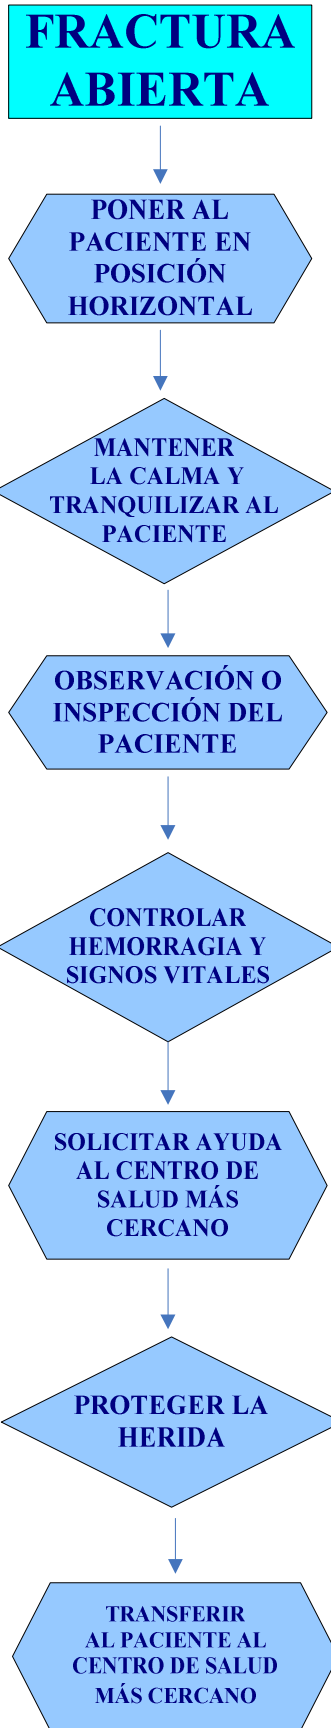 FRACTURA
ABIERTA
PONER AL
PACIENTE EN
POSICIÓN
HORIZONTAL
MANTENER
LA CALMA Y
TRANQUILIZAR AL
PACIENTE
OBSERVACIÓN O
INSPECCIÓN DEL
PACIENTE
CONTROLAR
HEMORRAGIA Y
SIGNOS VITALES
SOLICITAR AYUDA
AL CENTRO DE
SALUD MÁS
CERCANO
PROTEGER LA
HERIDA
TRANSFERIR
AL PACIENTE AL
CENTRO DE SALUD
MÁS CERCANO